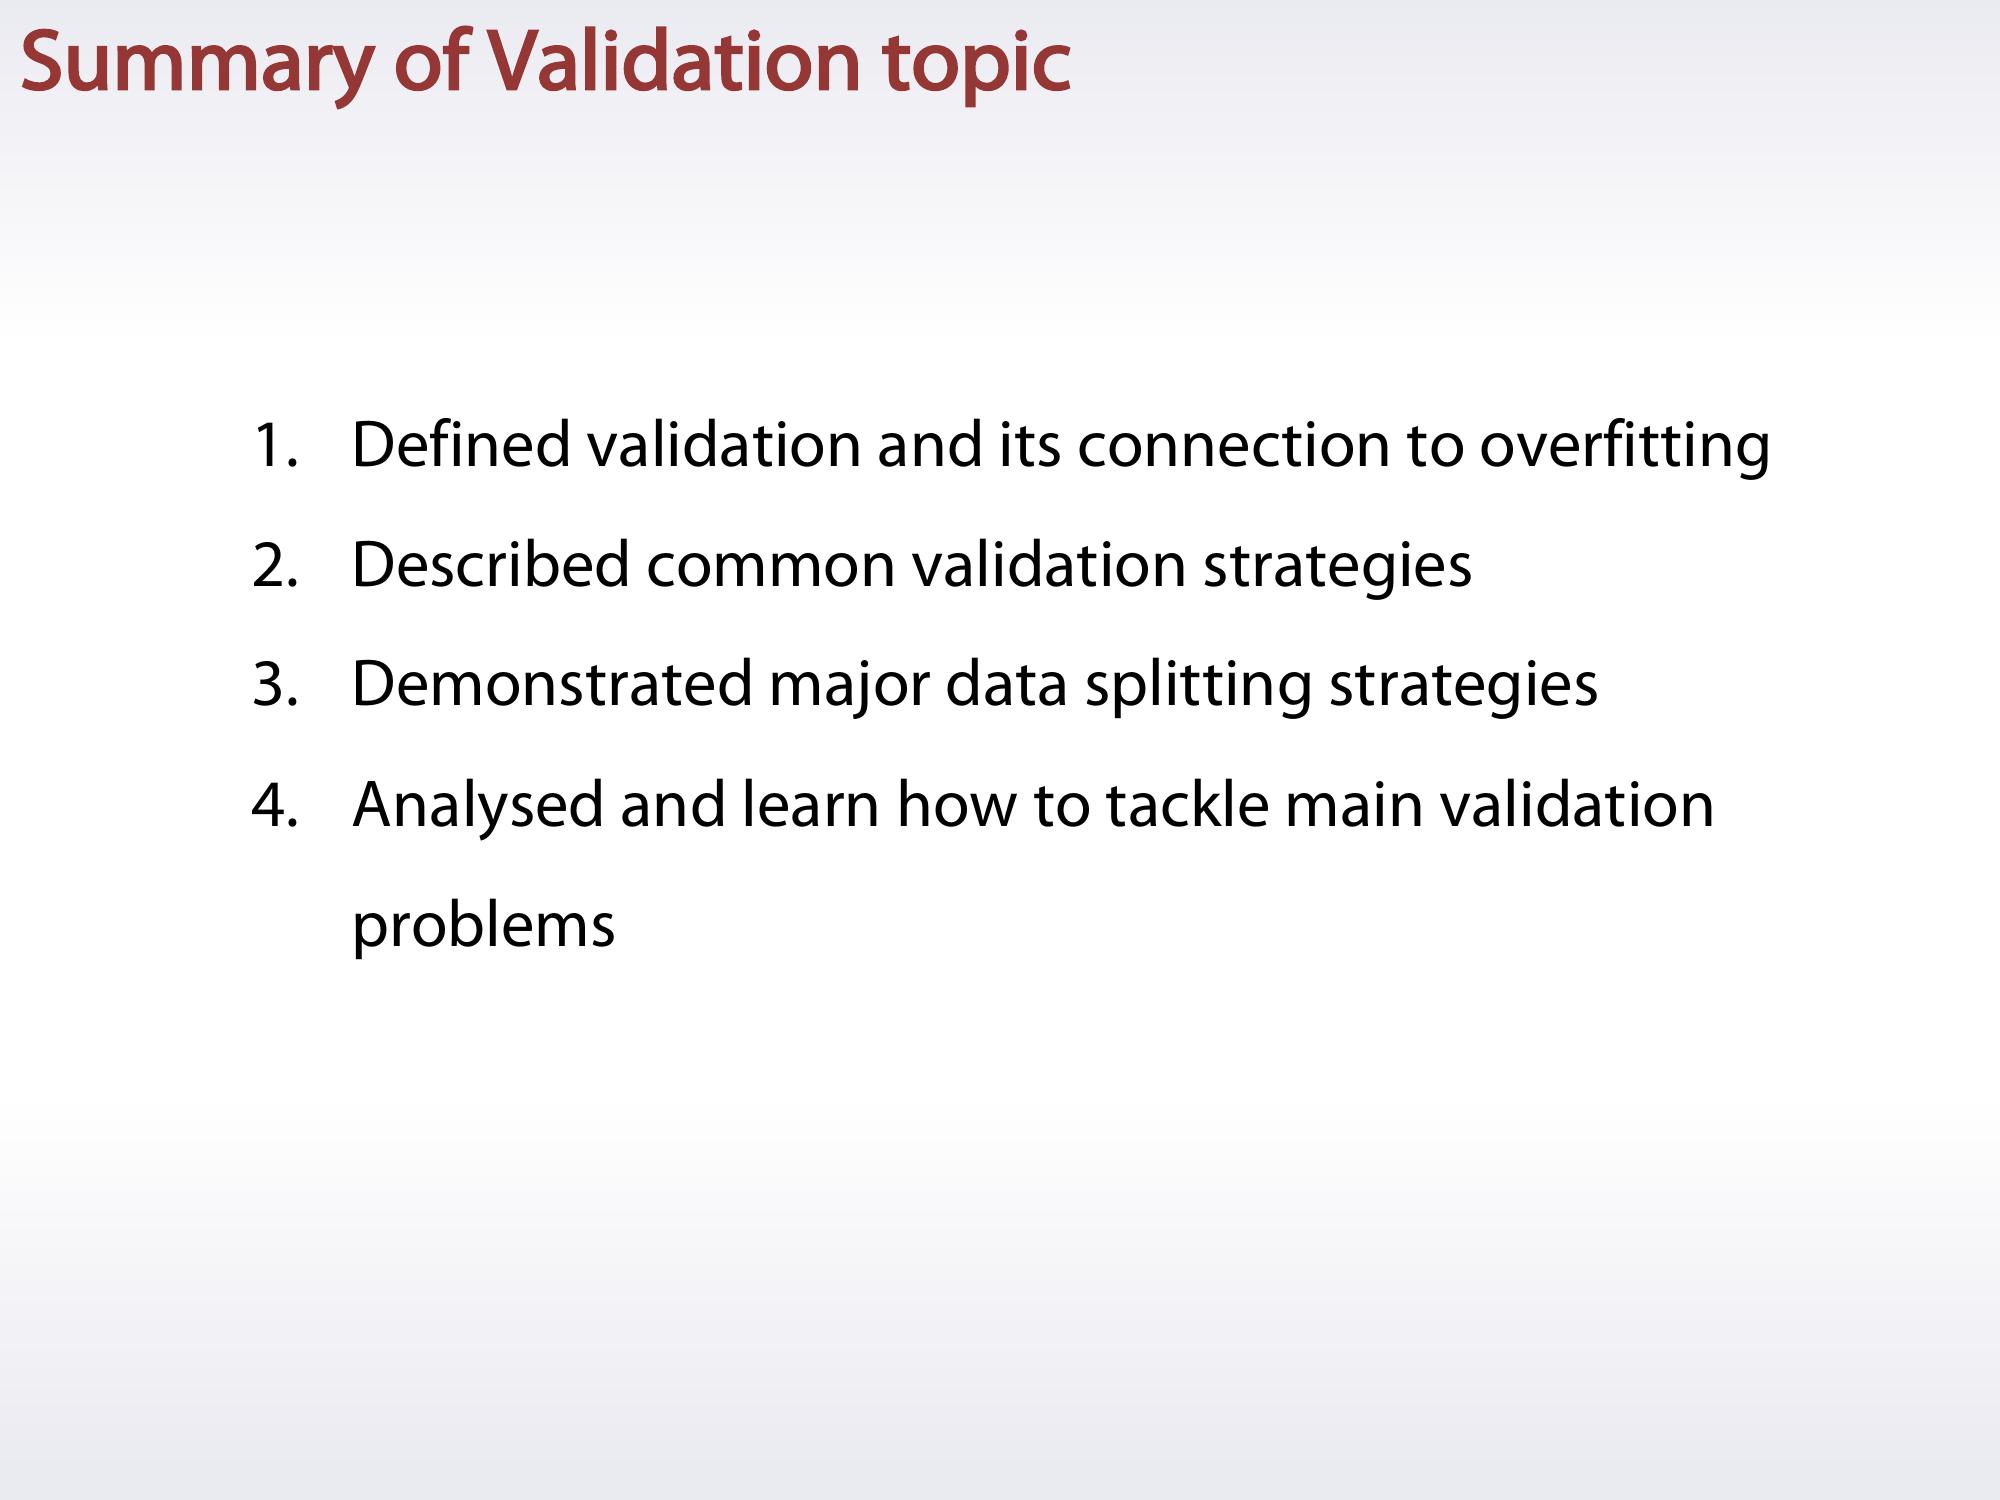 Summary of Validation topic
1. Defined validation and its connection to overfitting
2. Described common validation strategies
3. Demonstrated major data splitting strategies
4. Analysed and learn how to tackle main validation
problems